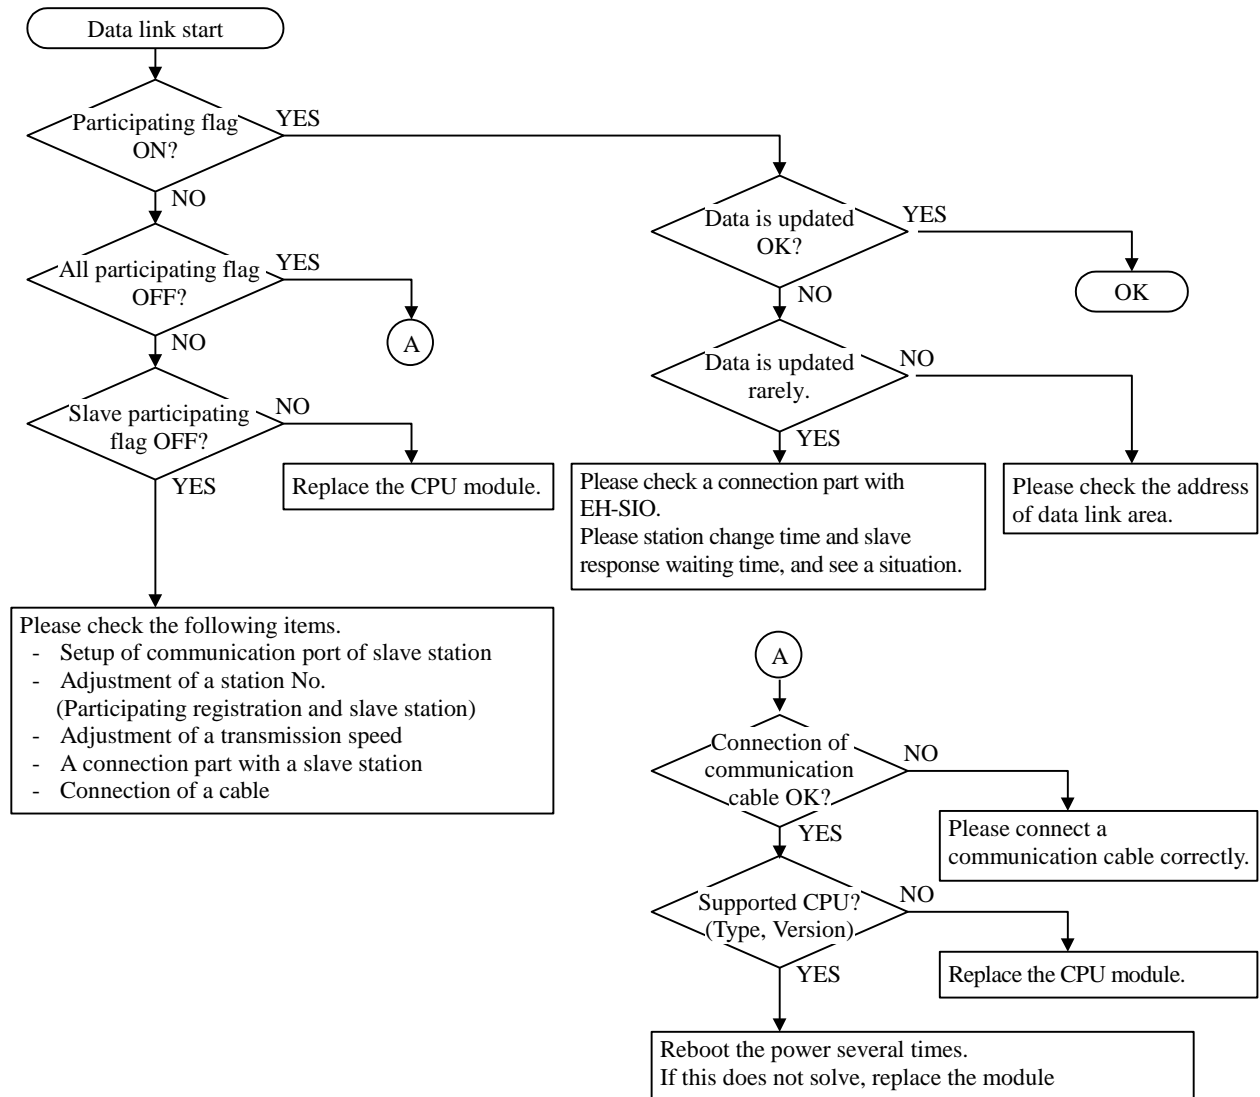 Data link start
Participating flag
ON?
YES
NO
All participating flag
OFF?
YES
A
NO
Slave participating
flag OFF?
NO
Replace the CPU module.
YES
Please check the following items.
- Setup of communication port of slave station
- Adjustment of a station No.
(Participating registration and slave station)
- Adjustment of a transmission speed
- A connection part with a slave station
- Connection of a cable
Data is updated
OK?
YES
OK
NO
Data is updated
rarely.
NO
YES
Please check a connection part with
EH-SIO.
Please station change time and slave
response waiting time, and see a situation.
Please check the address
of data link area.
A
Connection of
communication
cable OK?
NO
Please connect a
communication cable correctly.
YES
Supported CPU?
(Type, Version)
NO
Replace the CPU module.
YES
Reboot the power several times.
If this does not solve, replace the module